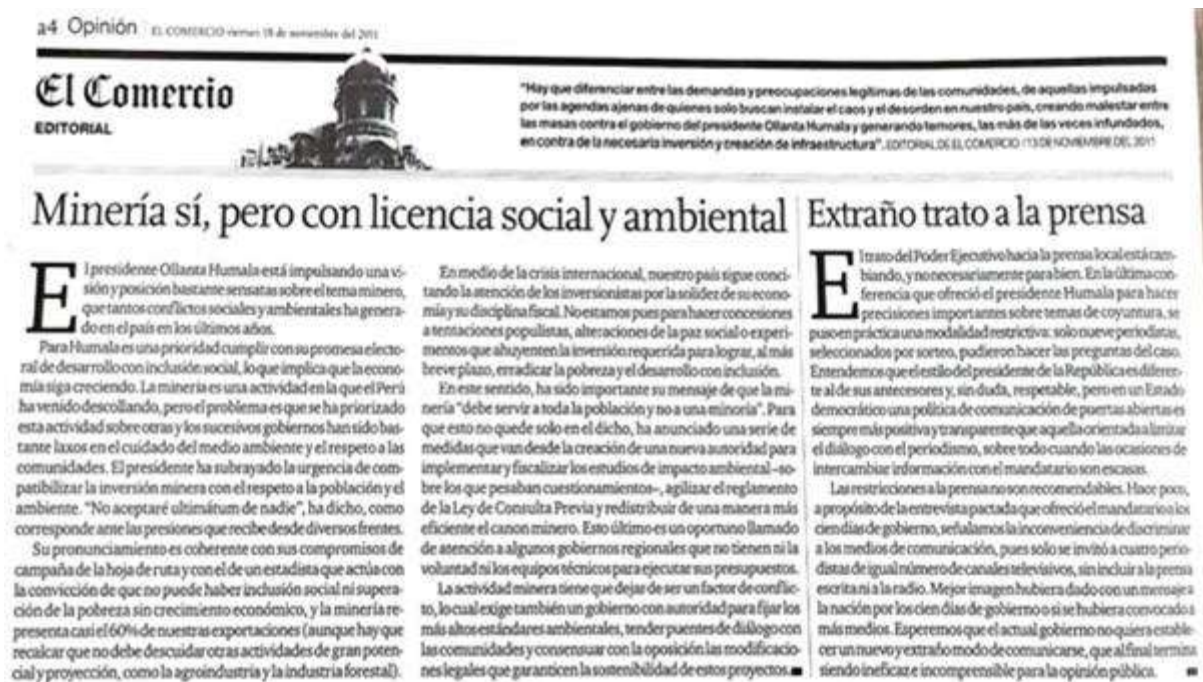 a4 Opinión EL COMERCIO viernes 18 de noviembre del 2011
El Comercio
EDITORIAL
"Hay que diferenciar entre las demandas y preocupaciones legítimas de las comunidades, de aquellas impulsadas
por las agendas ajenas de quienes solo buscan instalar el caos y el desorden en nuestro país, creando malestar entre
las masas contra el gobierno del presidente Ollanta Humala y generando temores, las más de las veces infundados,
en contra de la necesaria inversión y creación de infraestructura". EDITORIAL DE EL COMERCIO / 13 DE NOVIEMBRE DEL 2011
Minería sí, pero con licencia social y ambiental
El presidente Ollanta Humala está impulsando una vi-
sión y posición bastante sensatas sobre el tema minero,
que tantos conflictos sociales y ambientales ha genera-
do en el país en los últimos años.
Para Humala es una prioridad cumplir con su promesa electo-
ral de desarrollo con inclusión social, lo que implica que la econo-
mía siga creciendo. La minería es una actividad en la que el Perú
ha venido descollando, pero el problema es que se ha priorizado
esta actividad sobre otras y los sucesivos gobiernos han sido bas-
tante laxos en el cuidado del medio ambiente y el respeto a las
comunidades. El presidente ha subrayado la urgencia de com-
patibilizar la inversión minera con el respeto a la población y el
ambiente. "No aceptaré ultimátum de nadie", ha dicho, como
corresponde ante las presiones que recibe desde diversos frentes.
Su pronunciamiento es coherente con sus compromisos de
campaña de la hoja de ruta y con el de un estadista que actúa con
la convicción de que no puede haber inclusión social ni supera-
ción de la pobreza sin crecimiento económico, y la minería re-
presenta casi el 60% de nuestras exportaciones (aunque hay que
recalcar que no debe descuidar otras actividades de gran poten-
cial y proyección, como la agroindustria y la industria forestal).
En medio de la crisis internacional, nuestro país sigue conci-
tando la atención de los inversionistas por la solidez de su econo-
mía y su disciplina fiscal. No estamos pues para hacer concesiones
a tentaciones populistas, alteraciones de la paz social o experi-
mentos que ahuyenten la inversión requerida para lograr, al más
breve plazo, erradicar la pobreza y el desarrollo con inclusión.
En este sentido, ha sido importante su mensaje de que la mi-
nería "debe servir a toda la población y no a una minoría". Para
que esto no quede solo en el dicho, ha anunciado una serie de
medidas que van desde la creación de una nueva autoridad para
implementar y fiscalizar los estudios de impacto ambiental –so-
bre los que pesaban cuestionamientos–, agilizar el reglamento
de la Ley de Consulta Previa y redistribuir de una manera más
eficiente el canon minero. Esto último es un oportuno llamado
de atención a algunos gobiernos regionales que no tienen ni la
voluntad ni los equipos técnicos para ejecutar sus presupuestos.
La actividad minera tiene que dejar de ser un factor de conflic-
to, lo cual exige también un gobierno con autoridad para fijar los
más altos estándares ambientales, tender puentes de diálogo con
las comunidades y consensuar con la oposición las modificacio-
nes legales que garanticen la sostenibilidad de estos proyectos.
Extraño trato a la prensa
El trato del Poder Ejecutivo hacia la prensa local está cam-
biando, y no necesariamente para bien. En la última con-
ferencia que ofreció el presidente Humala para hacer
precisiones importantes sobre temas de coyuntura, se
puso en práctica una modalidad restrictiva: solo nueve periodistas,
seleccionados por sorteo, pudieron hacer las preguntas del caso.
Entendemos que el estilo del presidente de la República es diferen-
te al de sus antecesores y, sin duda, respetable, pero en un Estado
democrático una política de comunicación de puertas abiertas es
siempre más positiva y transparente que aquella orientada a limitar
el diálogo con el periodismo, sobre todo cuando las ocasiones de
intercambiar información con el mandatario son escasas.
Las restricciones a la prensa no son recomendables. Hace poco,
a propósito de la entrevista pactada que ofreció el mandatario a los
cien días de gobierno, señalamos la inconveniencia de discriminar
a los medios de comunicación, pues solo se invitó a cuatro perio-
distas de igual número de canales televisivos, sin incluir a la prensa
escrita ni a la radio. Mejor imagen hubiera dado con un mensaje a
la nación por los cien días de gobierno o si se hubiera convocado a
más medios. Esperemos que el actual gobierno no quiera estable-
cer un nuevo y extraño modo de comunicarse, que al final termina
siendo ineficaz e incomprensible para la opinión pública.